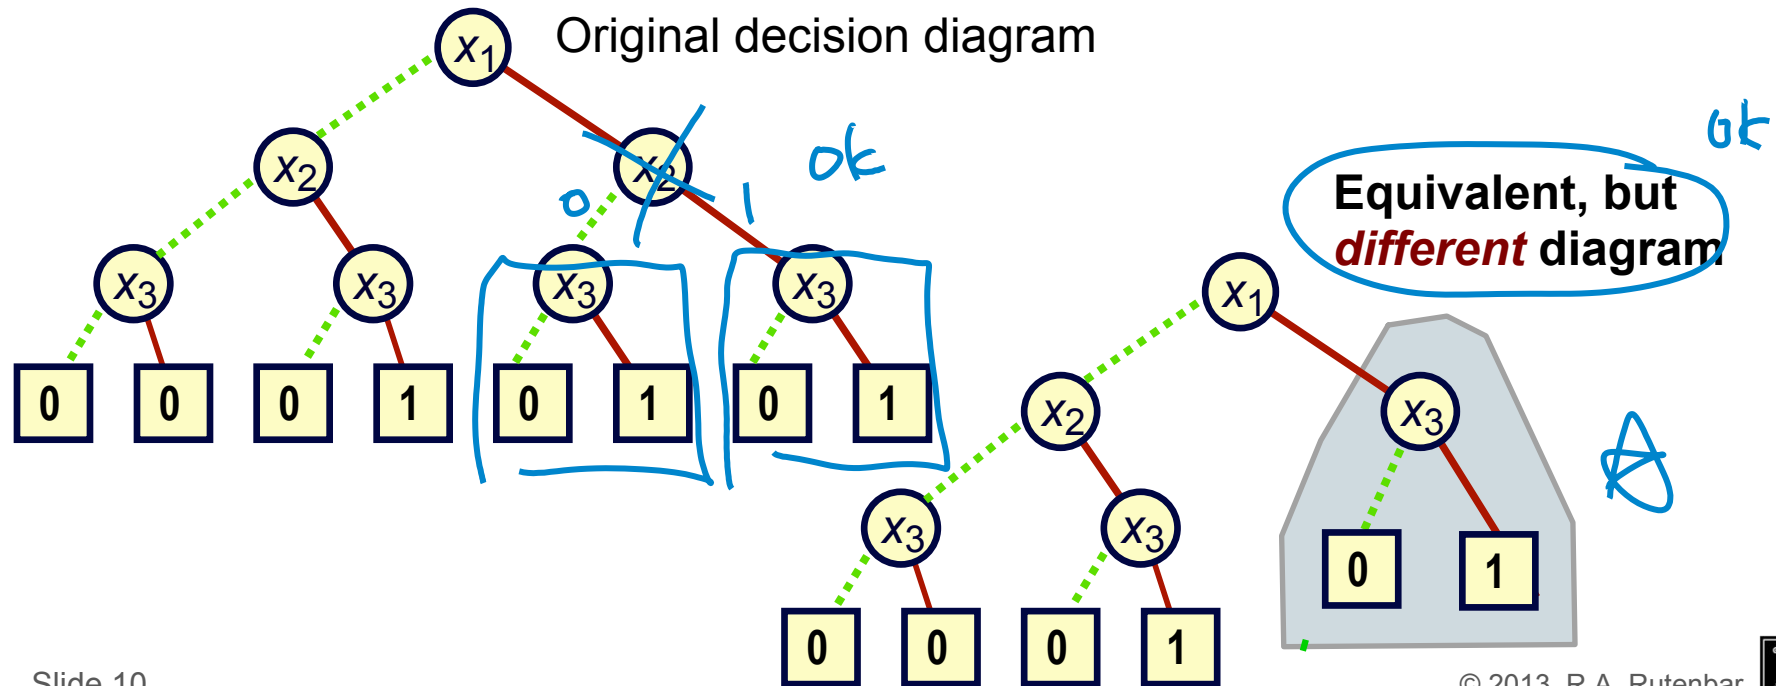 x1 Original decision diagram
ok
x2 x2 ok
0 1
Equivalent, but
different diagram
x3 x3 x3 x3
x1
0 0 0 1 0 1 0 1
x2 x3
x3 x3
0 1
0 0 0 1
Slide 10
© 2013, R.A. Rutenbar